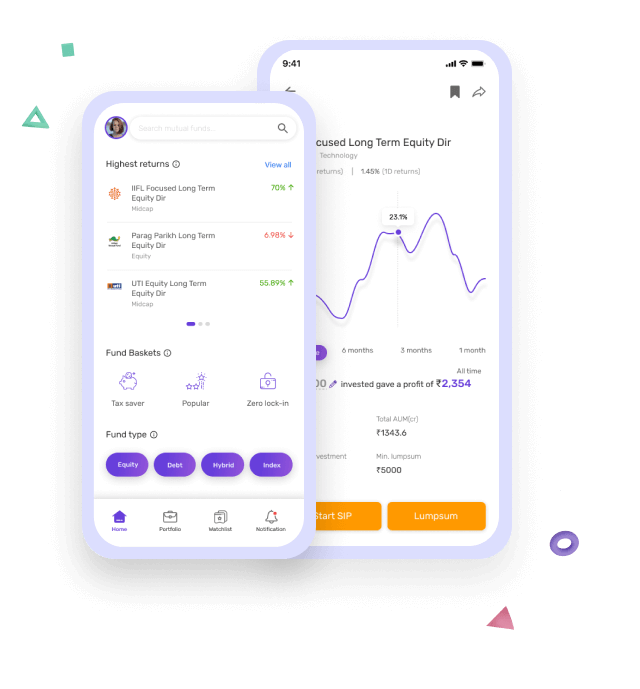 Search mutual funds...
Highest returns
View all
IIFL Focused Long Term
Equity Dir
Midcap
70%
Parag Parikh Long Term
Equity Dir
Equity
6.98%
UTI Equity Long Term
Equity Dir
Midcap
55.89%
Fund Baskets
Tax saver
Popular
Zero lock-in
Fund type
Equity
Debt
Hybrid
Index
Home
Portfolio
Watchlist
Notification
9:41
cused Long Term Equity Dir
Technology
returns) | 1.45% (1D returns)
23.1%
6 months
3 months
1 month
All time
00 invested gave a profit of ₹2,354
Total AUM(cr)
₹1343.6
vestment
Min. lumpsum
₹5000
Start SIP
Lumpsum